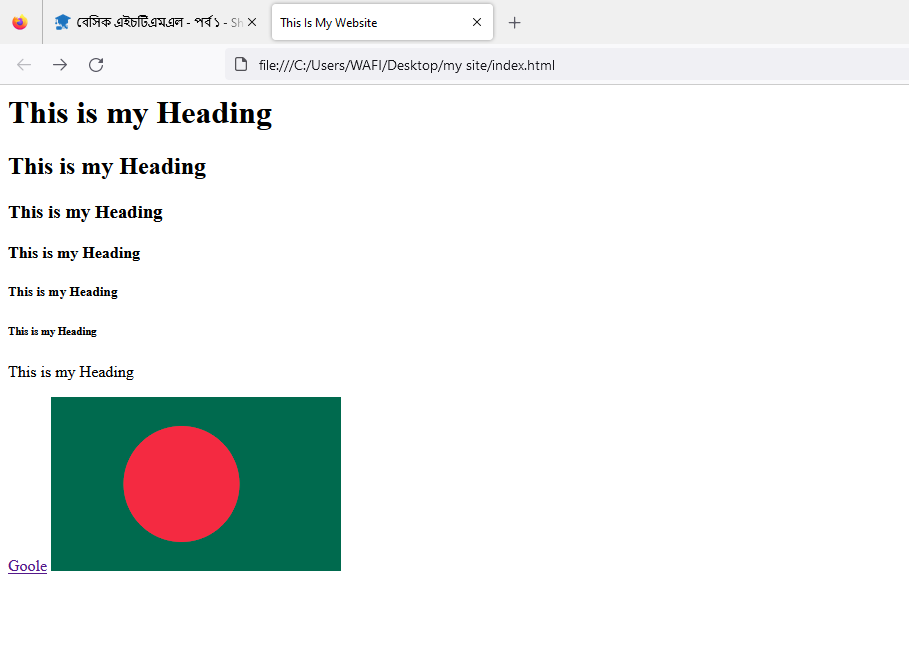 বেসিক এইচটিএমএল - পর্ব ১ - Sh
This Is My Website
file:///C:/Users/WAFI/Desktop/my site/index.html
This is my Heading
This is my Heading
This is my Heading
This is my Heading
This is my Heading
This is my Heading
This is my Heading
Goole